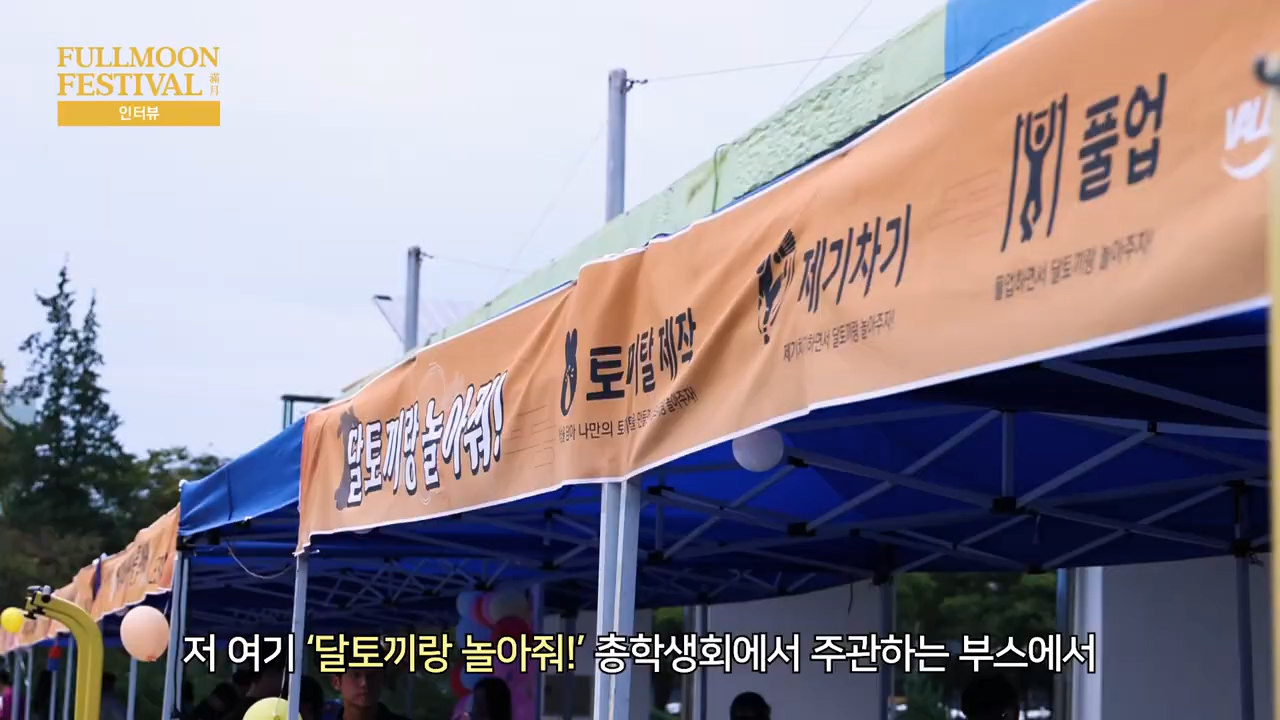 FULLMOON
FESTIVAL 滿月
인터뷰
달토끼랑 놀아줘!
토끼탈 제작
나만의
제기차기
제기차기하면서 달토끼랑 놀아주자!
풀업
풀업하면서 달토끼랑 놀아주자!
저 여기 ‘달토끼랑 놀아줘!’ 총학생회에서 주관하는 부스에서